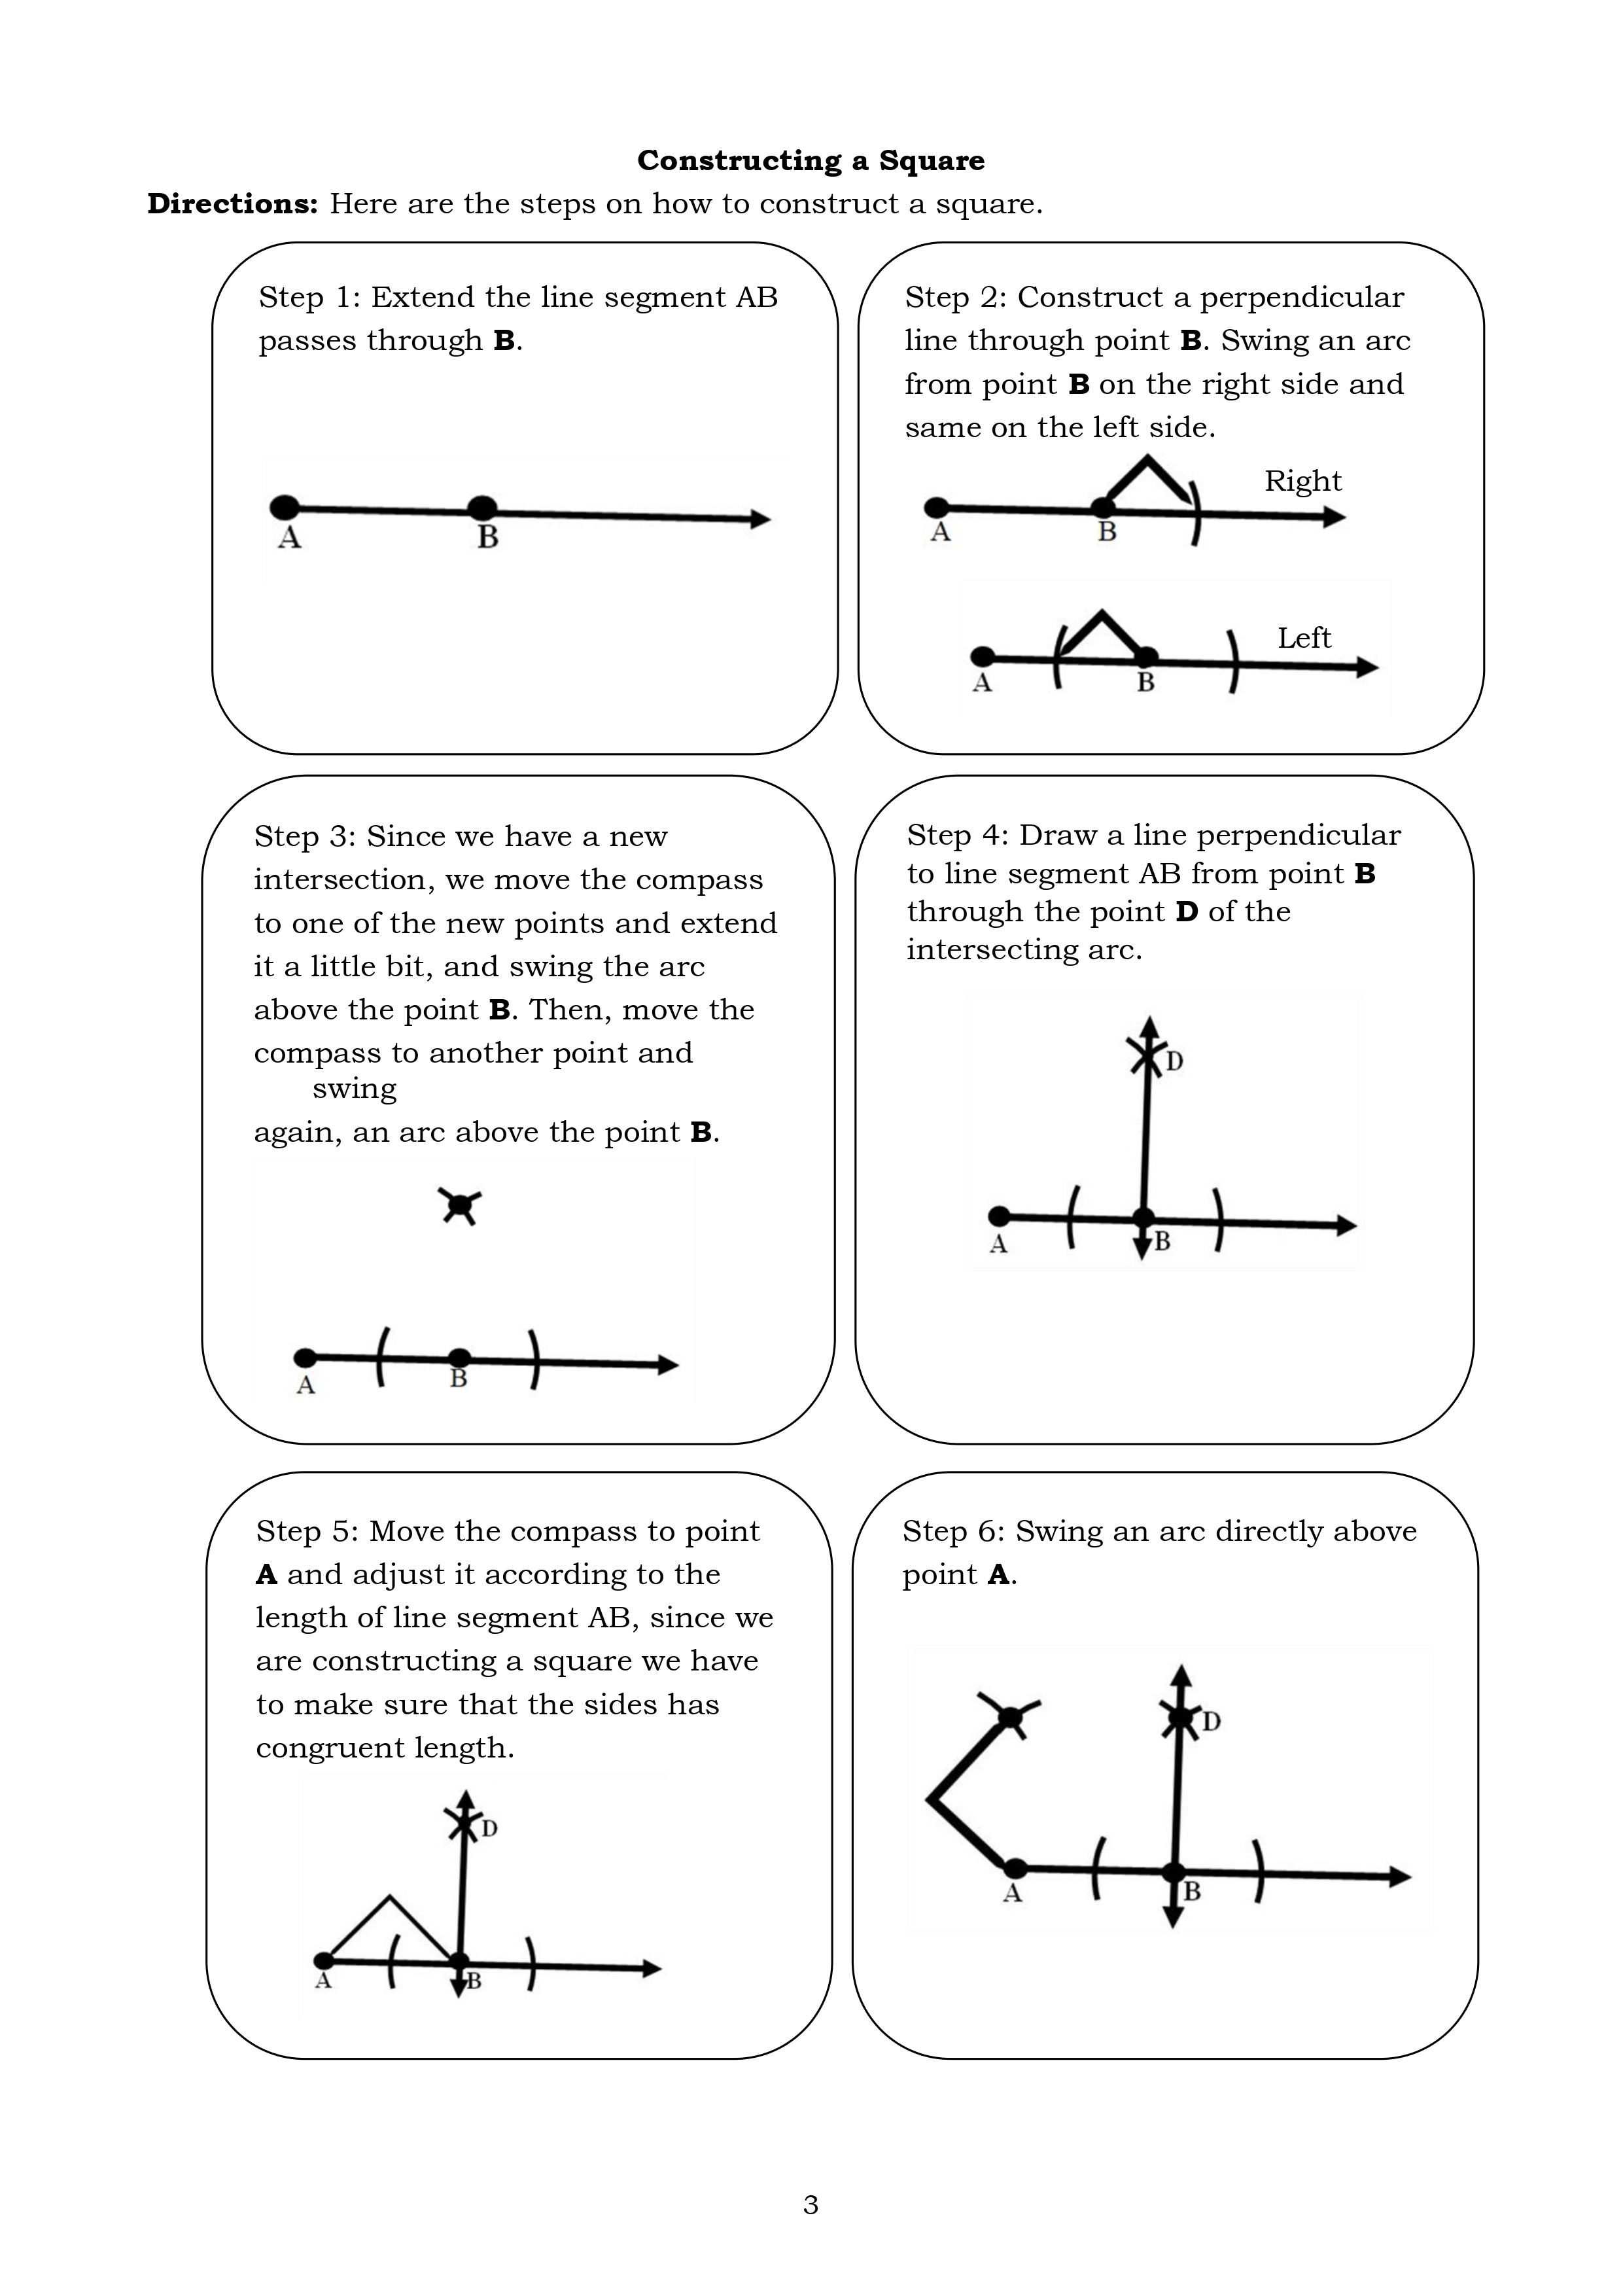 Constructing a Square
Directions: Here are the steps on how to construct a square.
Step 1: Extend the line segment AB
passes through B.
A
B
Step 2: Construct a perpendicular
line through point B. Swing an arc
from point B on the right side and
same on the left side.
Right
A
B
Left
A
B
Step 3: Since we have a new
intersection, we move the compass
to one of the new points and extend
it a little bit, and swing the arc
above the point B. Then, move the
compass to another point and
swing
again, an arc above the point B.
A
B
Step 4: Draw a line perpendicular
to line segment AB from point B
through the point D of the
intersecting arc.
D
A
B
Step 5: Move the compass to point
A and adjust it according to the
length of line segment AB, since we
are constructing a square we have
to make sure that the sides has
congruent length.
D
A
B
Step 6: Swing an arc directly above
point A.
D
A
B
3